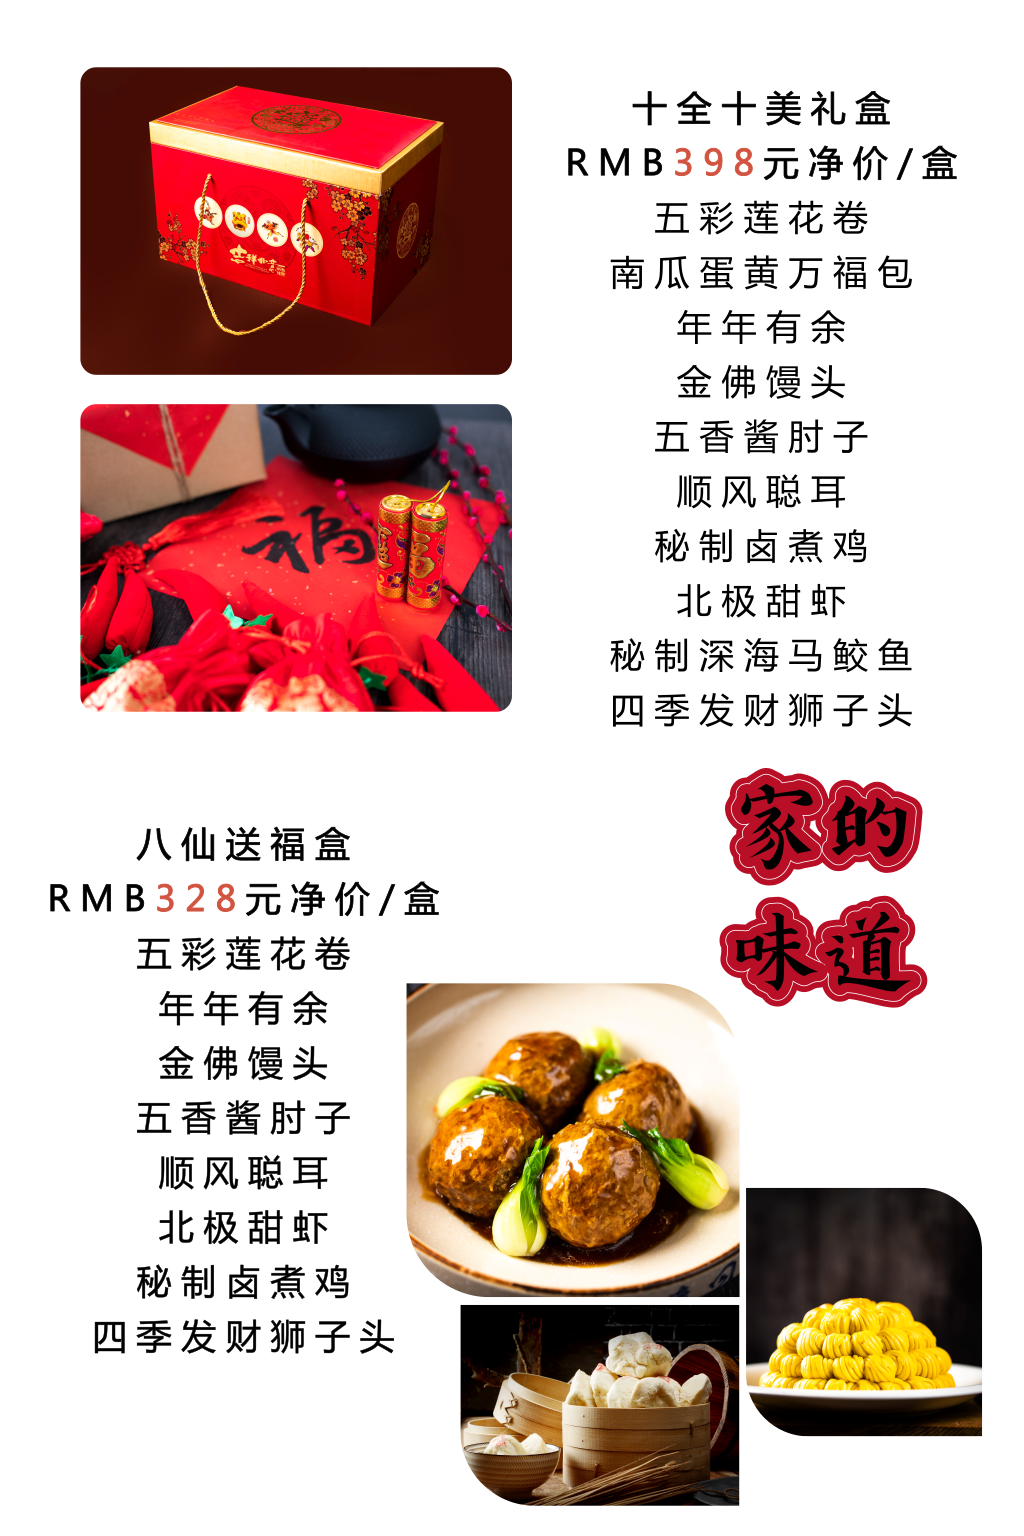 十全十美礼盒
RMB398元净价/盒
五彩莲花卷
南瓜蛋黄万福包
年年有余
金佛馒头
五香酱肘子
顺风聪耳
秘制卤煮鸡
北极甜虾
秘制深海马鲛鱼
四季发财狮子头
福
家的
味道
八仙送福盒
RMB328元净价/盒
五彩莲花卷
年年有余
金佛馒头
五香酱肘子
顺风聪耳
北极甜虾
秘制卤煮鸡
四季发财狮子头